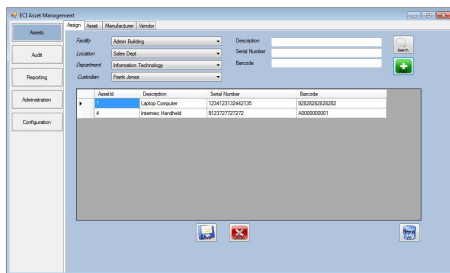 ECI Asset Management
Assign Asset Manufacturer Vendor
Assets
Audit
Reporting
Administration
Configuration
Facility Admin Building Description
Location Sales Dept Serial Number Search
Department Information Technology Barcode
Custodian Frank Jones
AssetId Description Serial Number Barcode
1 Laptop Computer 1234123132442135 92828282828282
4 Intermec Handheld 9123727727272 A0000000001